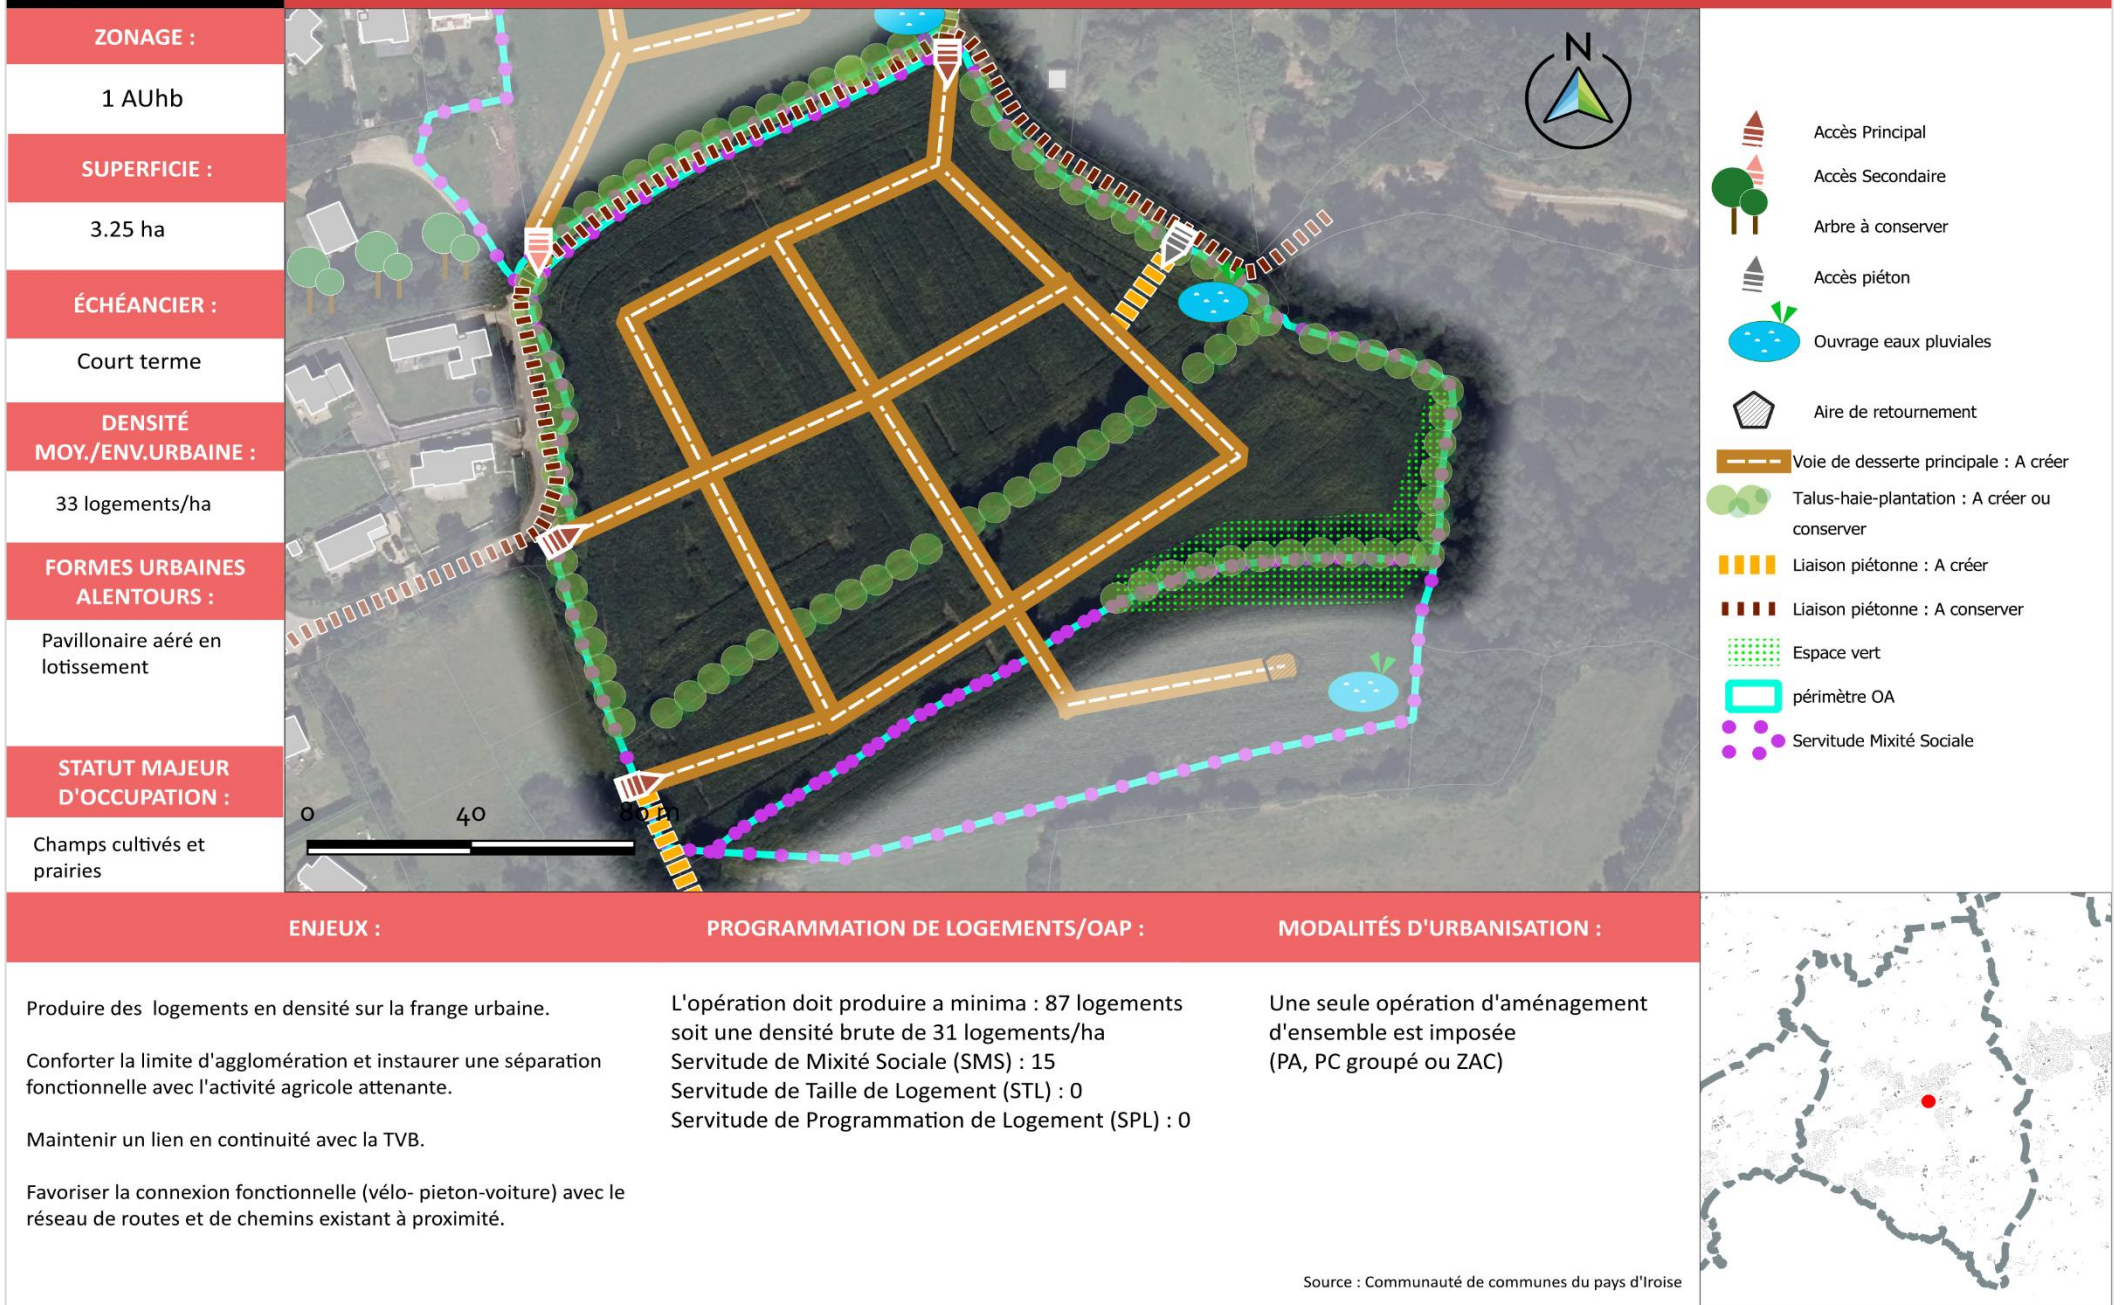 ZONAGE :
1 AUhb
SUPERFICIE :
3.25 ha
ÉCHÉANCIER :
Court terme
DENSITÉ
MOY./ENV.URBAINE :
33 logements/ha
FORMES URBAINES
ALENTOURS :
Pavillonaire aéré en
lotissement
STATUT MAJEUR
D'OCCUPATION :
Champs cultivés et
prairies
N
0 40 80 m
Accès Principal
Accès Secondaire
Arbre à conserver
Accès piéton
Ouvrage eaux pluviales
Aire de retournement
Voie de desserte principale : A créer
Talus-haie-plantation : A créer ou
conserver
Liaison piétonne : A créer
Liaison piétonne : A conserver
Espace vert
périmètre OA
Servitude Mixité Sociale
ENJEUX :
Produire des  logements en densité sur la frange urbaine.
Conforter la limite d'agglomération et instaurer une séparation
fonctionnelle avec l'activité agricole attenante.
Maintenir un lien en continuité avec la TVB.
Favoriser la connexion fonctionnelle (vélo- pieton-voiture) avec le
réseau de routes et de chemins existant à proximité.
PROGRAMMATION DE LOGEMENTS/OAP :
L'opération doit produire a minima : 87 logements
soit une densité brute de 31 logements/ha
Servitude de Mixité Sociale (SMS) : 15
Servitude de Taille de Logement (STL) : 0
Servitude de Programmation de Logement (SPL) : 0
MODALITÉS D'URBANISATION :
Une seule opération d'aménagement
d'ensemble est imposée
(PA, PC groupé ou ZAC)
Source : Communauté de communes du pays d'Iroise